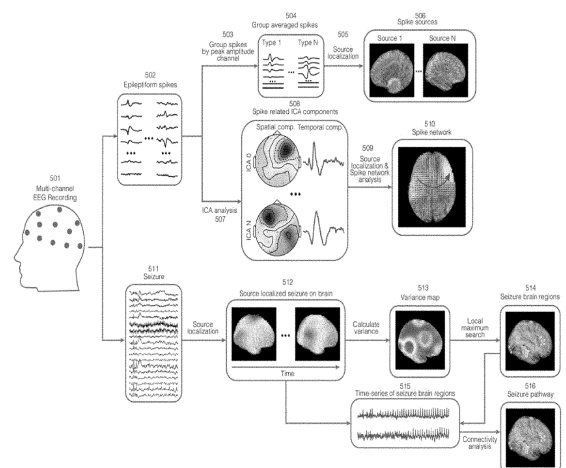 504
Group averaged spikes
503
Group spikes
by peak amplitude
channel
Type 1
Type N
505
Source
localization
506
Spike sources
Source 1
Source N
502
Epileptiform spikes
508
Spike related ICA components
Spatial comp.
Temporal comp.
ICA 0
ICA N
509
Source
localization &
Spike network
analysis
510
Spike network
ICA analysis
507
501
Multi-channel
EEG Recording
511
Seizure
Source
localization
512
Source localized seizure on brain
Time
Calculate
variance
513
Variance map
Local
maximum
search
514
Seizure brain regions
515
Time-series of seizure brain regions
Connectivity
analysis
516
Seizure pathway